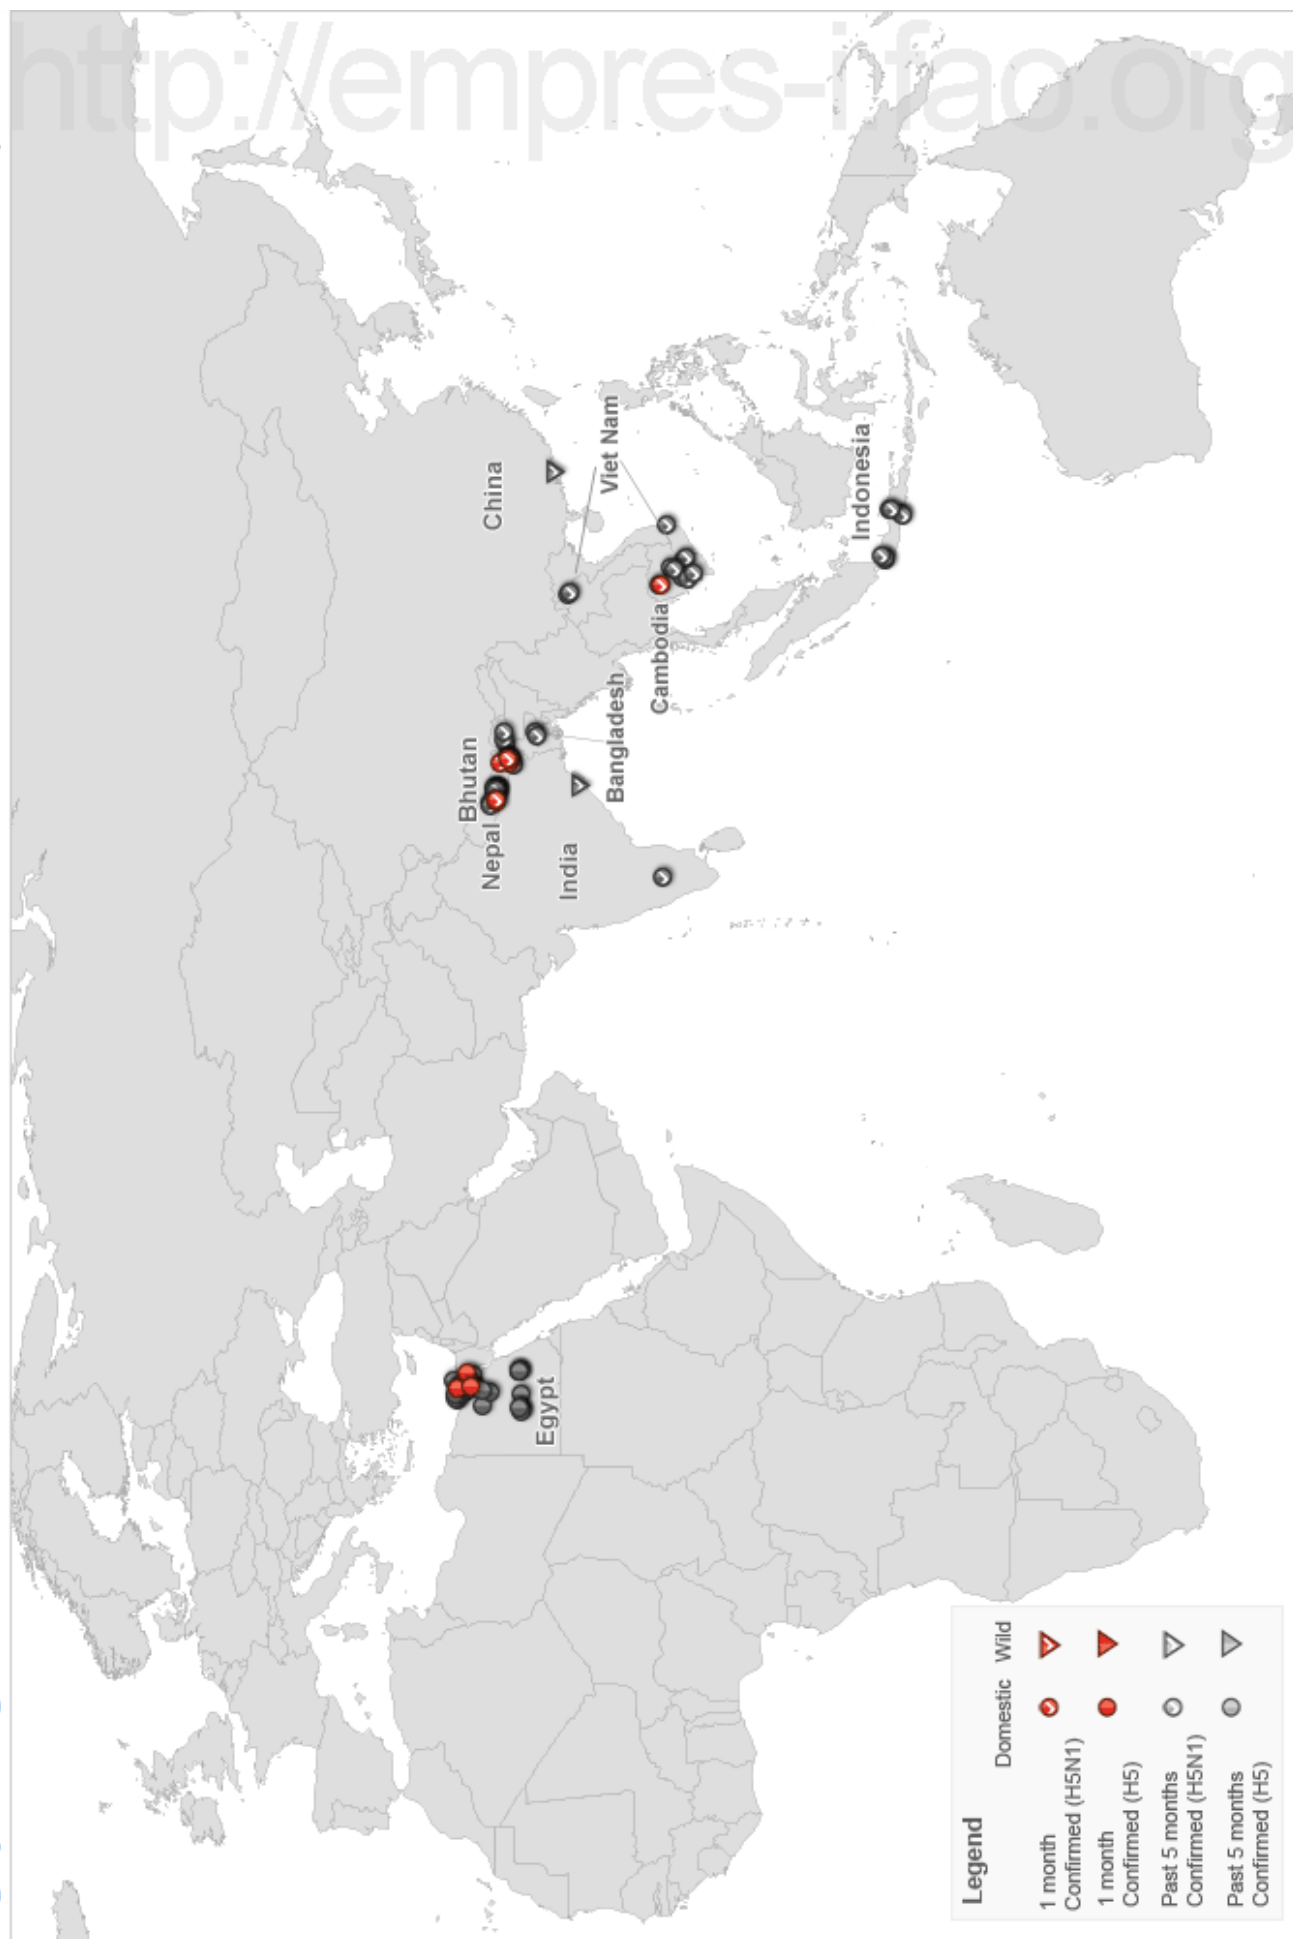 http://empres-i.fao.org
China
Viet Nam
Bhutan
Nepal
Bangladesh
India
Cambodia
Indonesia
Egypt
Legend
Domestic Wild
1 month
Confirmed (H5N1)
1 month
Confirmed (H5)
Past 5 months
Confirmed (H5N1)
Past 5 months
Confirmed (H5)